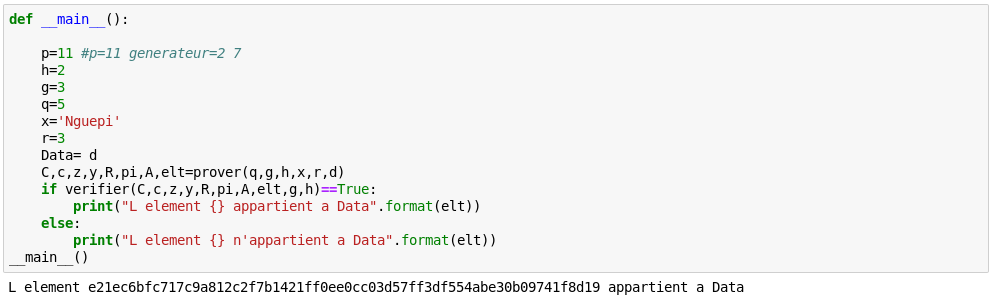 def __main__():
p=11 #p=11 generateur=2 7
h=2
g=3
q=5
x='Nguepi'
r=3
Data= d
C,c,z,y,R,pi,A,elt=prover(q,g,h,x,r,d)
if verifier(C,c,z,y,R,pi,A,elt,g,h)==True:
print("L element {} appartient a Data".format(elt))
else:
print("L element {} n'appartient a Data".format(elt))
__main__()
L element e21ec6bfc717c9a812c2f7b1421ff0ee0cc03d57ff3df554abe30b09741f8d19 appartient a Data